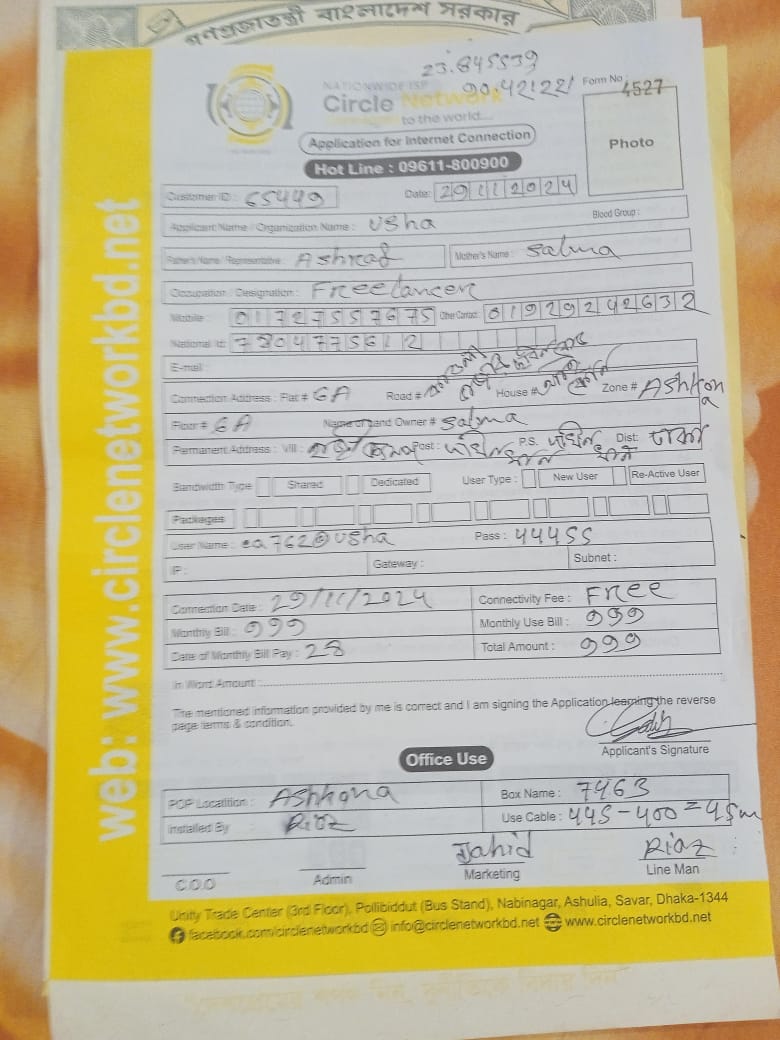 গণপ্রজাতন্ত্রী বাংলাদেশ সরকার
23.845539
90.42122
NATIONWIDE ISP
Circle Network
to the world...
Form No. 4527
Application for Internet Connection
Photo
Hot Line : 09611-800900
Customer ID : 65449 Date: 29112024
Applicant Name / Organization Name : Usha Blood Group :
Father's Name / Representative : Ashraf Mother's Name : Salma
Occupation / Designation : Freelancer
Mobile 01727557675 Other Contact 01929242632
National Id: 7304775612
E-mail
Connection Address : Flat # 6A Road # House # Zone # Ashkona
Floor # 6A Name of Land Owner # Salma
Permanent Address : Vill : Post : P.S. Dist: ঢাকা
Bandwidth Type Shared Dedicated User Type : New User Re-Active User
Packages
User Name : ea762@usha Pass : 44455
IP : Gateway : Subnet :
Connection Date : 29/11/2024 Connectivity Fee : Free
Monthly Bill : 999 Monthly Use Bill : 999
Date of Monthly Bill Pay : 28 Total Amount : 999
In Word Amount :
The mentioned information provided by me is correct and I am signing the Application learning the reverse
page terms & condition.
Applicant's Signature
Office Use
POP Localtion : Ashkona Box Name : 7463
Installed By Riaz Use Cable : 445-400=45m
Jahid Riaz
C.O.O Admin Marketing Line Man
Unity Trade Center (3rd Floor), Pollibiddut (Bus Stand), Nabinagar, Ashulia, Savar, Dhaka-1344
facebook.com/circlenetworkbd info@circlenetworkbd.net www.circlenetworkbd.net
web: www.circlenetworkbd.net